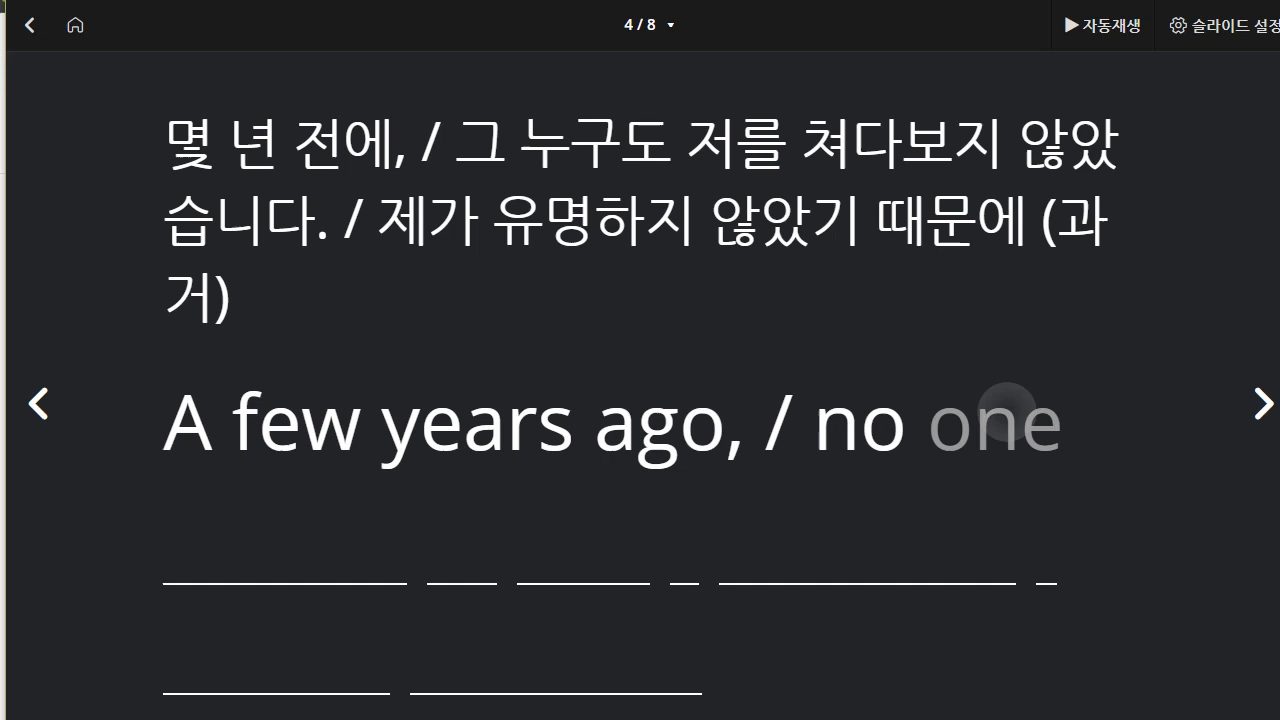 4 / 8
▶ 자동재생
슬라이드 설정
몇 년 전에, / 그 누구도 저를 쳐다보지 않았
습니다. / 제가 유명하지 않았기 때문에 (과
거)
A few years ago, / no one